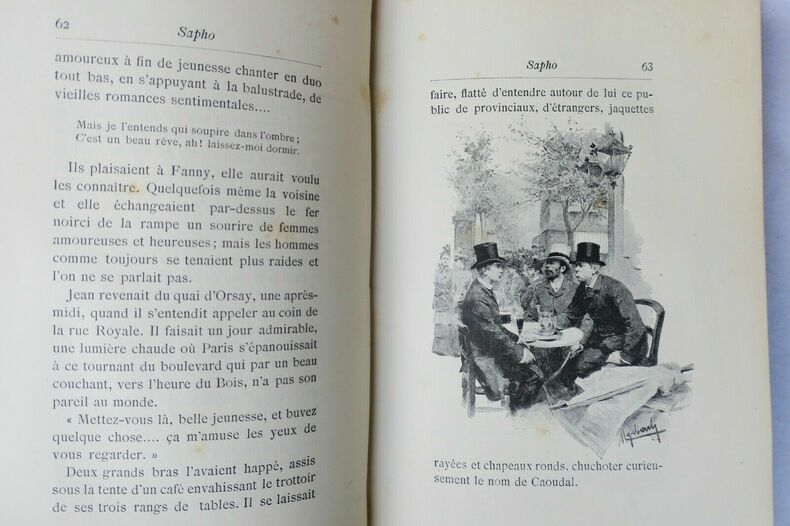 62
Sapho
amoureux à fin de jeunesse chanter en duo
tout bas, en s'appuyant à la balustrade, de
vieilles romances sentimentales....
Mais je l'entends qui soupire dans l'ombre ;
C'est un beau rêve, ah! laissez-moi dormir.
Ils plaisaient à Fanny, elle aurait voulu
les connaître. Quelquefois même la voisine
et elle échangeaient par-dessus le fer
noirci de la rampe un sourire de femmes
amoureuses et heureuses ; mais les hommes
comme toujours se tenaient plus raides et
l'on ne se parlait pas.
Jean revenait du quai d'Orsay, une après-
midi, quand il s'entendit appeler au coin de
la rue Royale. Il faisait un jour admirable,
une lumière chaude où Paris s'épanouissait
à ce tournant du boulevard qui par un beau
couchant, vers l'heure du Bois, n'a pas son
pareil au monde.
« Mettez-vous là, belle jeunesse, et buvez
quelque chose.... ça m'amuse les yeux de
vous regarder. »
Deux grands bras l'avaient happé, assis
sous la tente d'un café envahissant le trottoir
de ses trois rangs de tables. Il se laissait
Sapho
63
faire, flatté d'entendre autour de lui ce pu-
blic de provinciaux, d'étrangers, jaquettes
rayées et chapeaux ronds, chuchoter curieu-
sement le nom de Caoudal.